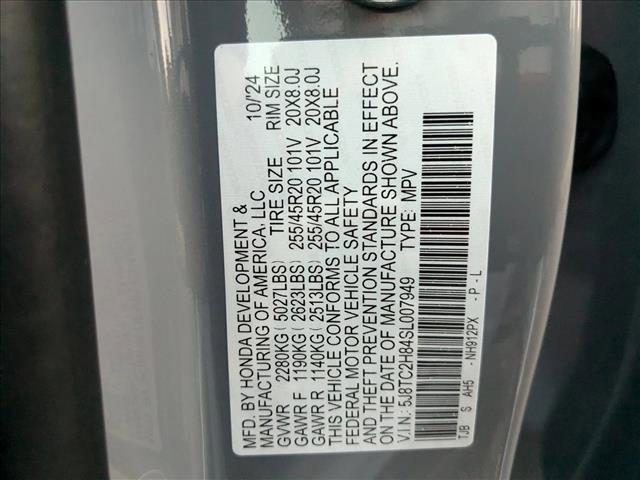 MFD. BY HONDA DEVELOPMENT & 10/'24
MANUFACTURING OF AMERICA, LLC
TIRE SIZE RIM SIZE
GVWR 2280KG(5027LBS)
GAWR F 1190KG(2623LBS) 255/45R20 101V 20X8.0J
GAWR R 1140KG(2513LBS) 255/45R20 101V 20X8.0J
THIS VEHICLE CONFORMS TO ALL APPLICABLE
FEDERAL MOTOR VEHICLE SAFETY
AND THEFT PREVENTION STANDARDS IN EFFECT
ON THE DATE OF MANUFACTURE SHOWN ABOVE.
V.I.N: 5J8TC2H84SL007949 TYPE: MPV
TJB S AH5 -NH912PX -P-L